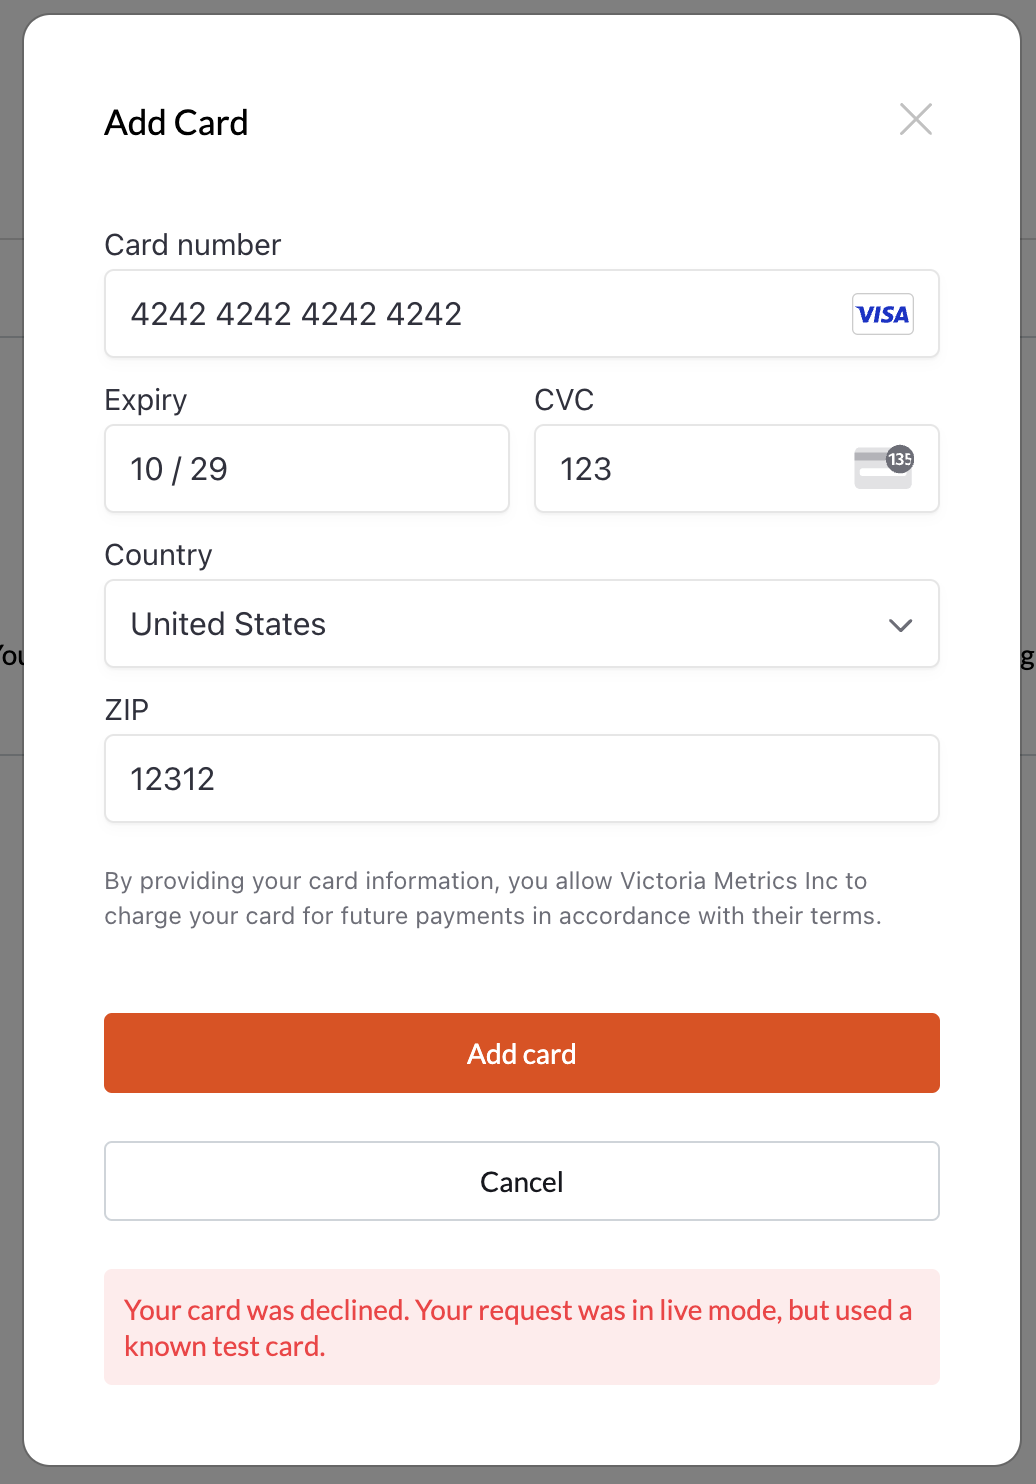 Add Card
Card number
4242 4242 4242 4242
VISA
Expiry
CVC
10 / 29
123
135
Country
United States
ZIP
12312
By providing your card information, you allow Victoria Metrics Inc to
charge your card for future payments in accordance with their terms.
Add card
Cancel
Your card was declined. Your request was in live mode, but used a
known test card.